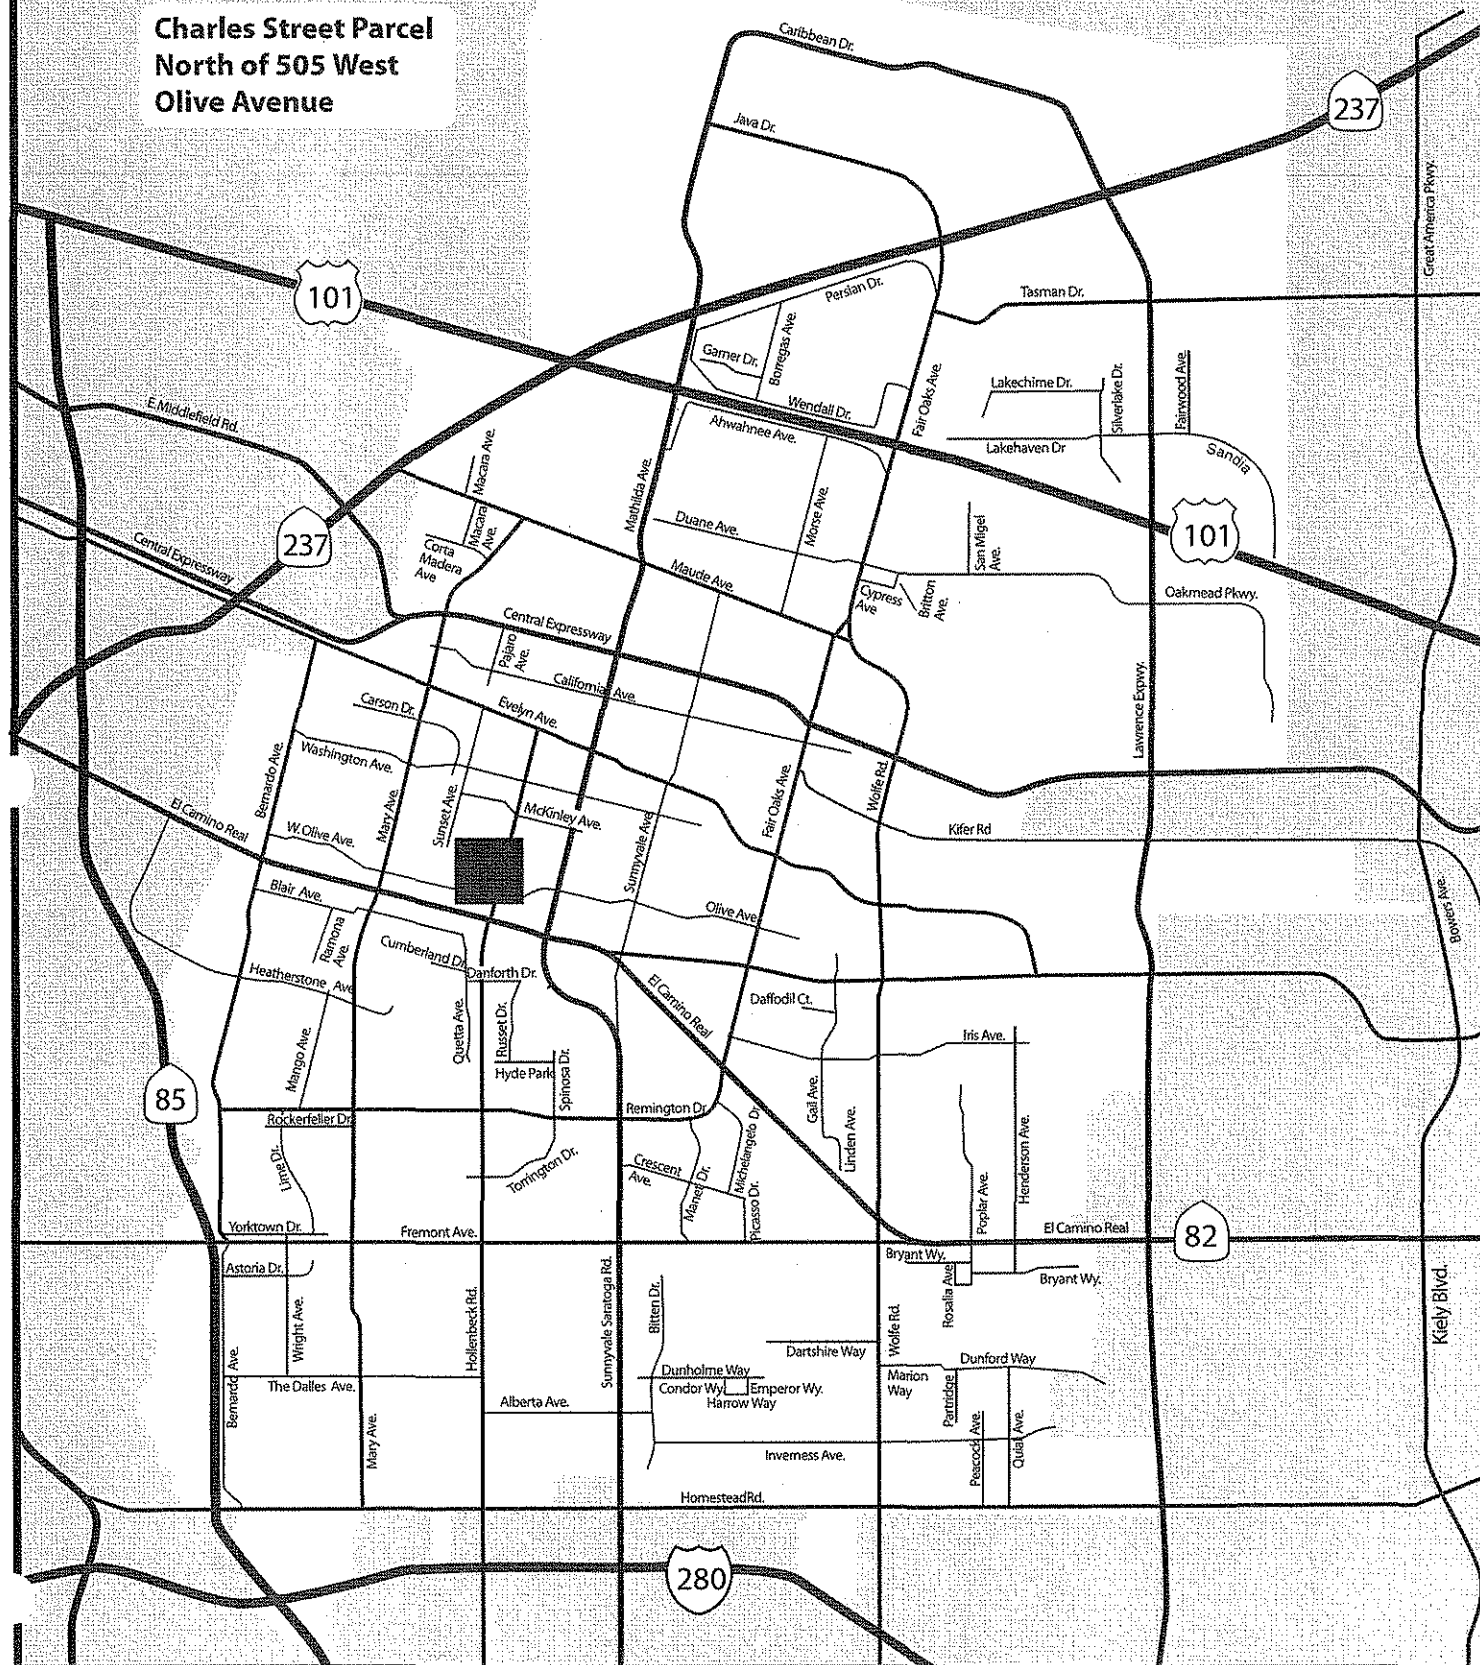 Charles Street Parcel
North of 505 West
Olive Avenue
Caribbean Dr.
237
Java Dr.
Great America Pkwy.
101
Persian Dr.
Tasman Dr.
Borregas Ave.
Garner Dr.
Fair Oaks Ave.
Lakechime Dr.
Silverlake Dr.
Fairwood Ave.
E.Middlefield Rd.
Wendall Dr.
Ahwahnee Ave.
Lakehaven Dr
Sandia
Macara Ave.
Mathilda Ave.
Morse Ave.
Macara
Ave.
Duane Ave.
San Migel
Ave.
101
237
Central Expressway
Corta
Madera
Ave
Maude Ave.
Cypress
Ave
Britton
Ave.
Oakmead Pkwy.
Central Expressway
Pajaro
Ave.
California Ave.
Lawrence Expwy.
Carson Dr.
Evelyn Ave.
Washington Ave.
Bernardo Ave.
Mary Ave.
Sunset Ave.
Fair Oaks Ave.
Wolfe Rd.
El Camino Real
W.Olive Ave.
McKinley Ave.
Sunnyvale Ave.
Kifer Rd
Blair Ave.
Olive Ave.
Bowers Ave.
Ramona
Ave.
Cumberland Dr.
Heatherstone Ave
Danforth Dr.
El Camino Real
Daffodil Ct.
Quetta Ave.
Russet Dr.
Iris Ave.
Mango Ave.
Hyde Park
Spinosa Dr.
85
Rockerfeller Dr.
Remington Dr.
Gail Ave.
Linden Ave.
Henderson Ave.
Lime Dr.
Torrington Dr.
Crescent
Ave.
Manet Dr.
Michelangelo Dr.
Picasso Dr.
Poplar Ave.
Yorktown Dr.
Fremont Ave.
El Camino Real
82
Astoria Dr.
Bryant Wy.
Rosalia Ave
Bryant Wy.
Wright Ave.
Hollenbeck Rd.
Sunnyvale Saratoga Rd.
Bitten Dr.
Wolfe Rd.
Kiely Blvd.
Dartshire Way
Dunford Way
Bernardo Ave.
The Dalles Ave.
Dunholme Way
Condor Wy.
Emperor Wy.
Harrow Way
Marion
Way
Partridge
Alberta Ave.
Mary Ave.
Inverness Ave.
Peacock Ave.
Quial Ave.
HomesteadRd.
280